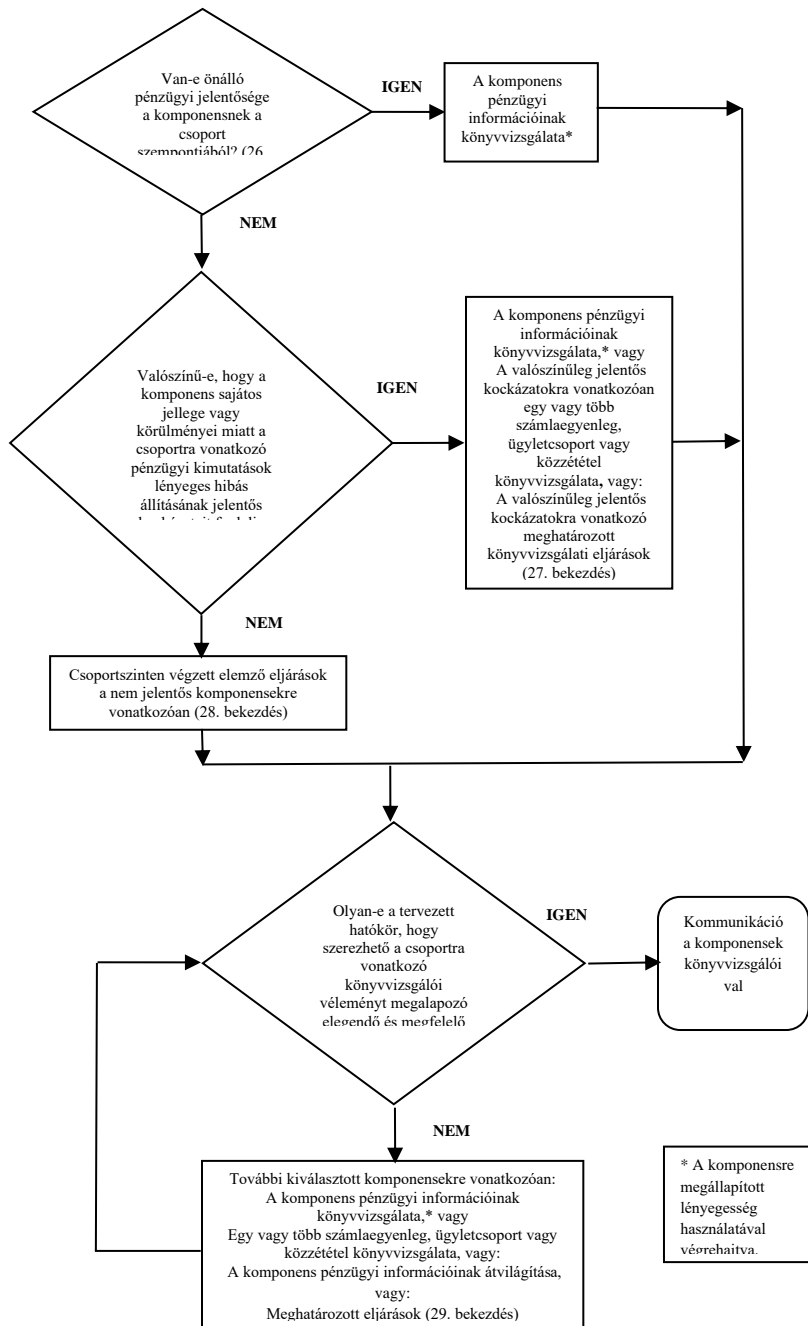 Van-e önálló
pénzügyi jelentősége
a komponensnek a
csoport
szempontjából? (26.
IGEN
A komponens
pénzügyi
információinak
könyvvizsgálata*
NEM
Valószínű-e, hogy a
komponens sajátos
jellege vagy
körülményei miatt a
csoportra vonatkozó
pénzügyi kimutatások
lényeges hibás
állításának jelentős
IGEN
A komponens pénzügyi
információinak
könyvvizsgálata,* vagy
A valószínűleg jelentős
kockázatokra vonatkozóan
egy vagy több
számlaegyenleg,
ügyletcsoport vagy
közzététel
könyvvizsgálata, vagy:
A valószínűleg jelentős
kockázatokra vonatkozó
meghatározott
könyvvizsgálati eljárások
(27. bekezdés)
NEM
Csoportszinten végzett elemző eljárások
a nem jelentős komponensekre
vonatkozóan (28. bekezdés)
Olyan-e a tervezett
hatókör, hogy
szerezhető a csoportra
vonatkozó
könyvvizsgálói
véleményt megalapozó
elegendő és megfelelő
IGEN
Kommunikáció
a komponensek
könyvvizsgálói
val
NEM
További kiválasztott komponensekre vonatkozóan:
A komponens pénzügyi információinak
könyvvizsgálata,* vagy
Egy vagy több számlaegyenleg, ügyletcsoport vagy
közzététel könyvvizsgálata, vagy:
A komponens pénzügyi információinak átvilágítása,
vagy:
Meghatározott eljárások (29. bekezdés)
* A komponensre
megállapított
lényegesség
használatával
végrehajtva.